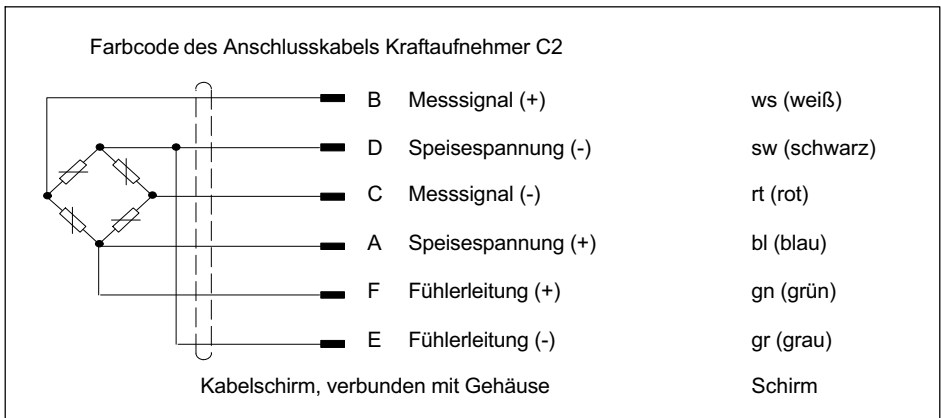 Farbcode des Anschlusskabels Kraftaufnehmer C2
B Messsignal (+) ws (weiß)
D Speisespannung (-) sw (schwarz)
C Messsignal (-) rt (rot)
A Speisespannung (+) bl (blau)
F Fühlerleitung (+) gn (grün)
E Fühlerleitung (-) gr (grau)
Kabelschirm, verbunden mit Gehäuse Schirm